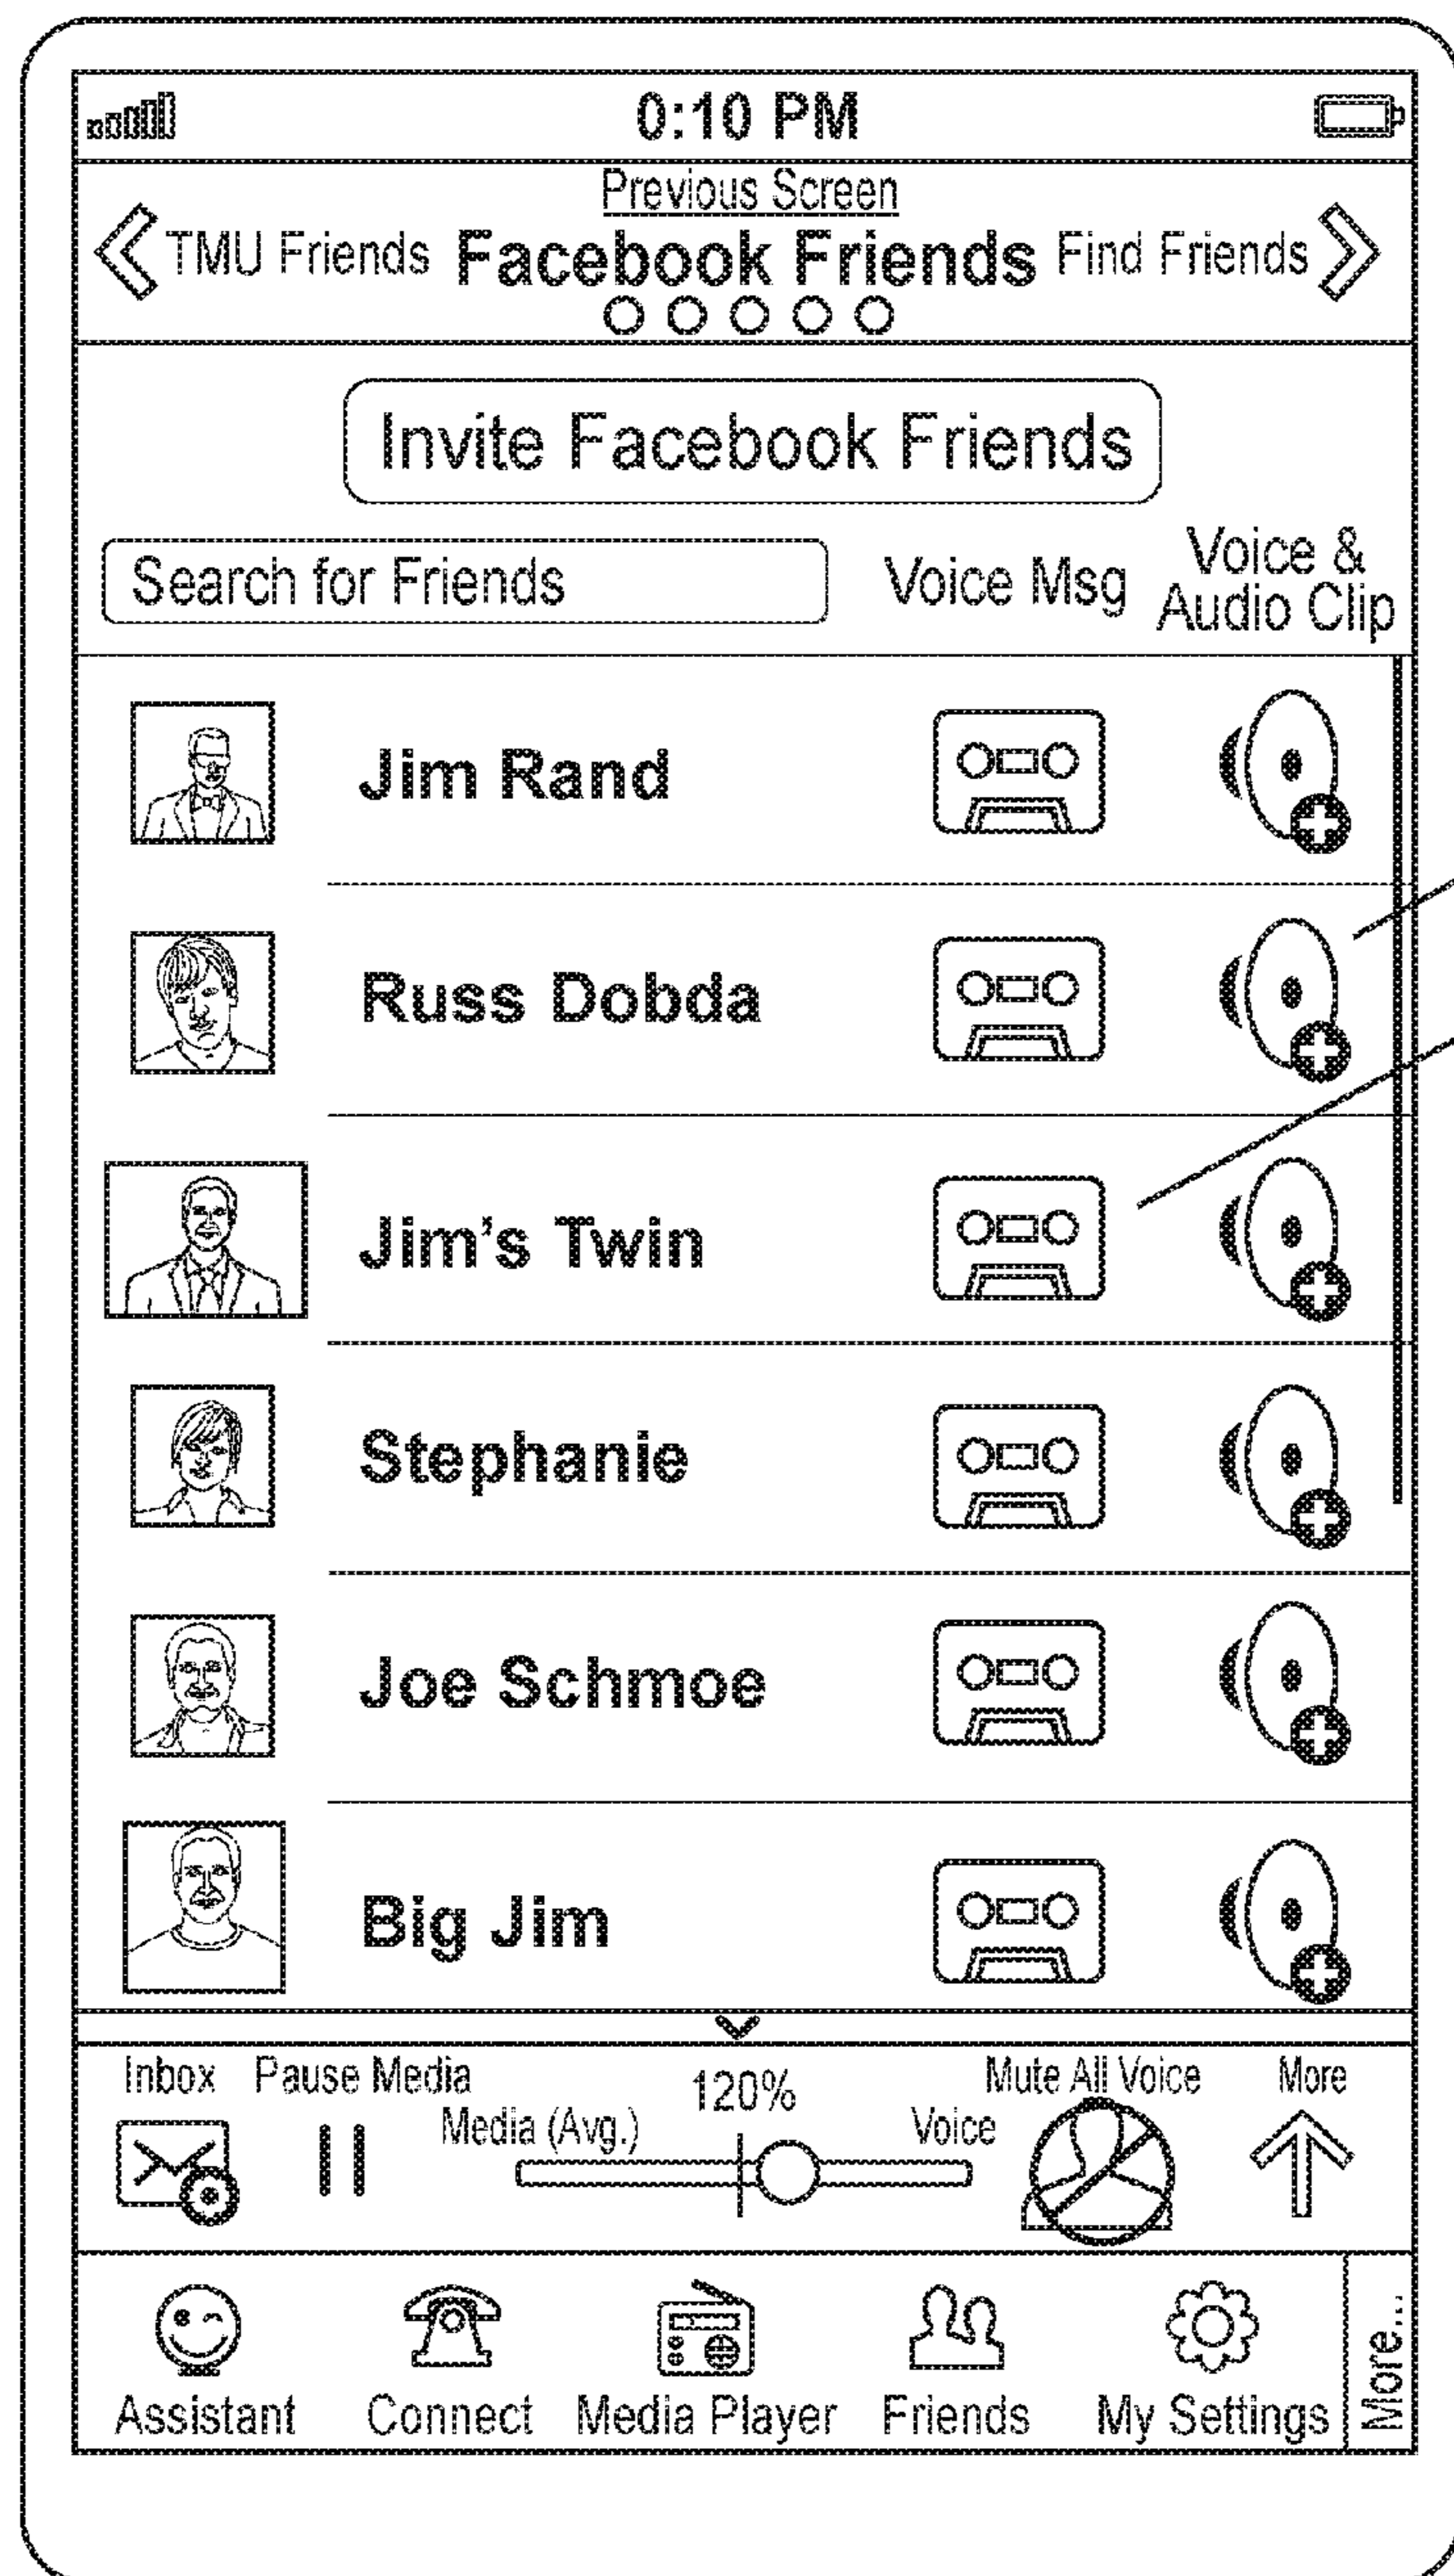 0:10 PM
Previous Screen
TMU Friends Facebook Friends Find Friends
Invite Facebook Friends
Search for Friends Voice Msg Voice &
Audio Clip
Jim Rand
Russ Dobda
Jim's Twin
Stephanie
Joe Schmoe
Big Jim
Inbox Pause Media 120% Mute All Voice More
Media (Avg.) Voice
Assistant Connect Media Player Friends My Settings More...